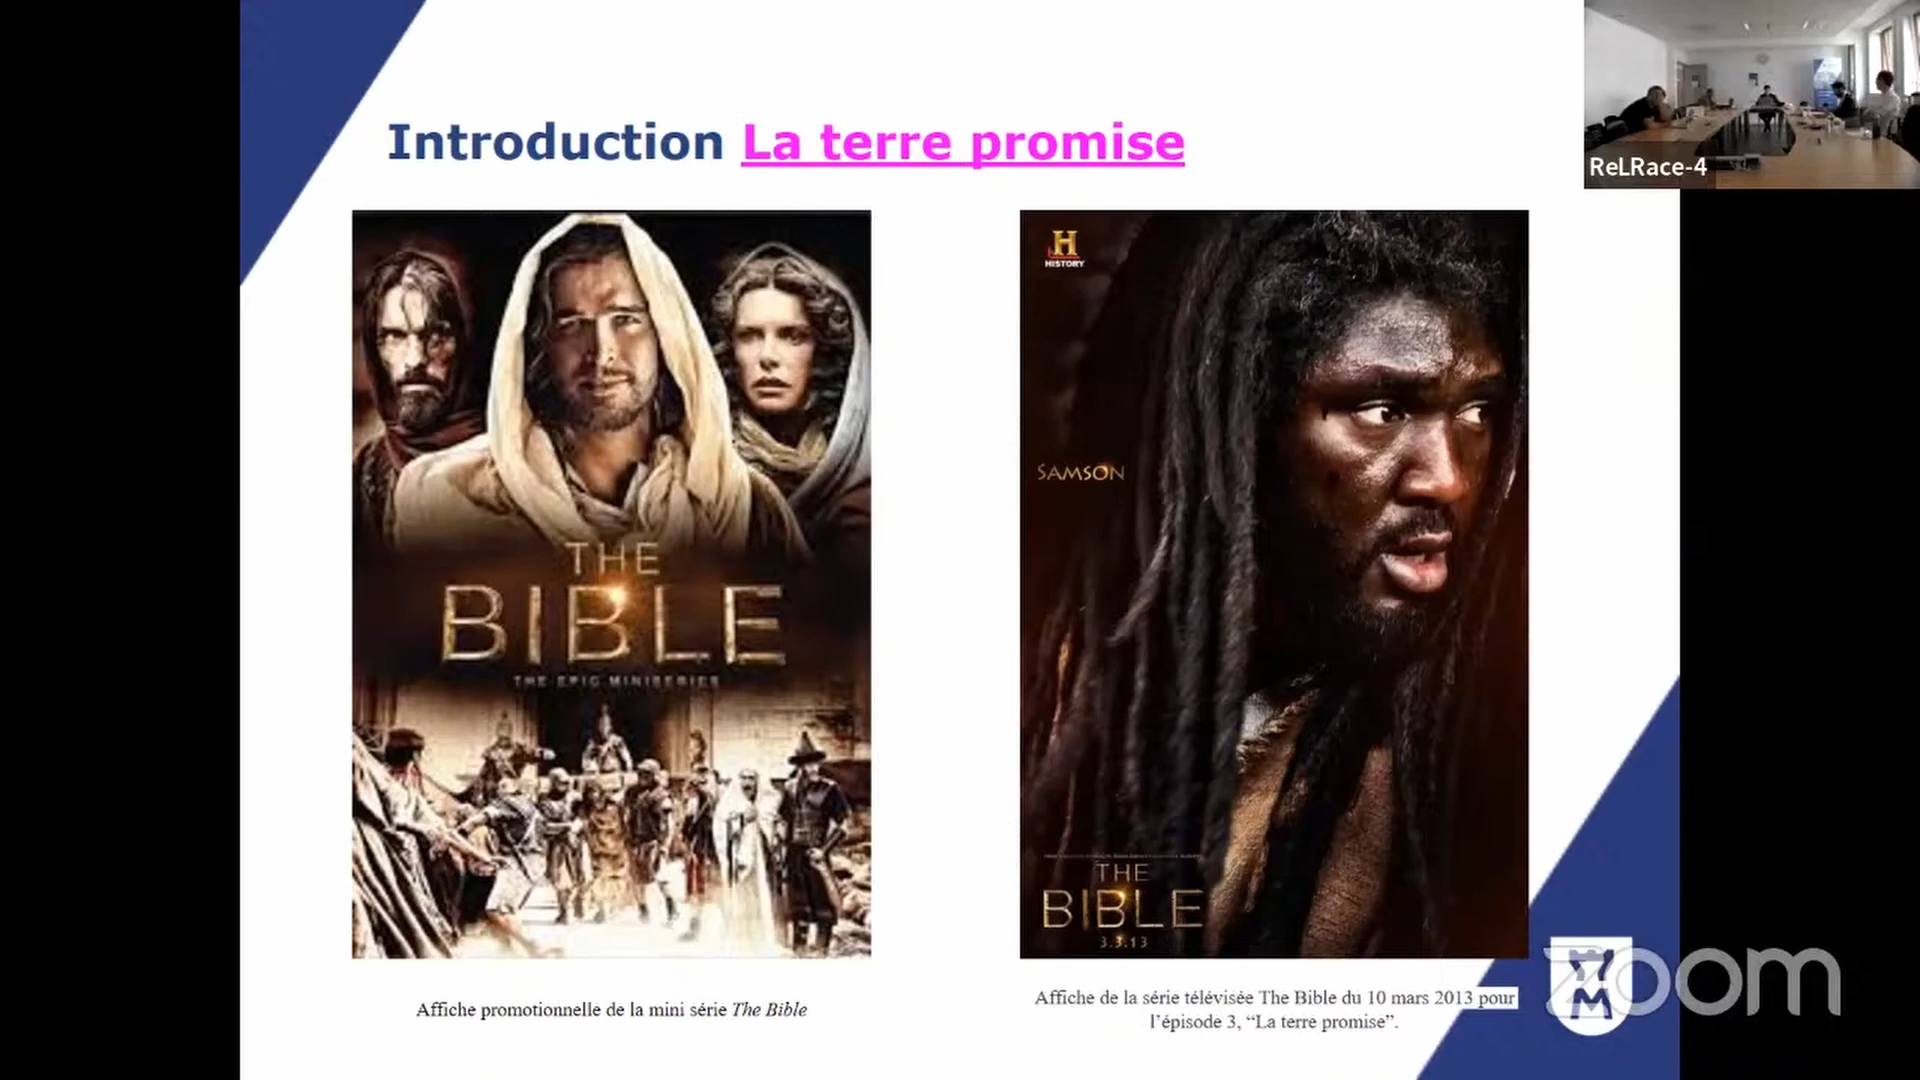 Introduction La terre promise
ReLRace-4
THE
BIBLE
THE EPIC MINISERIES
H
HISTORY
SAMSON
THE
BIBLE
3.3.13
Affiche promotionnelle de la mini série The Bible
Affiche de la série télévisée The Bible du 10 mars 2013 pour
l’épisode 3, “La terre promise”.
zoom